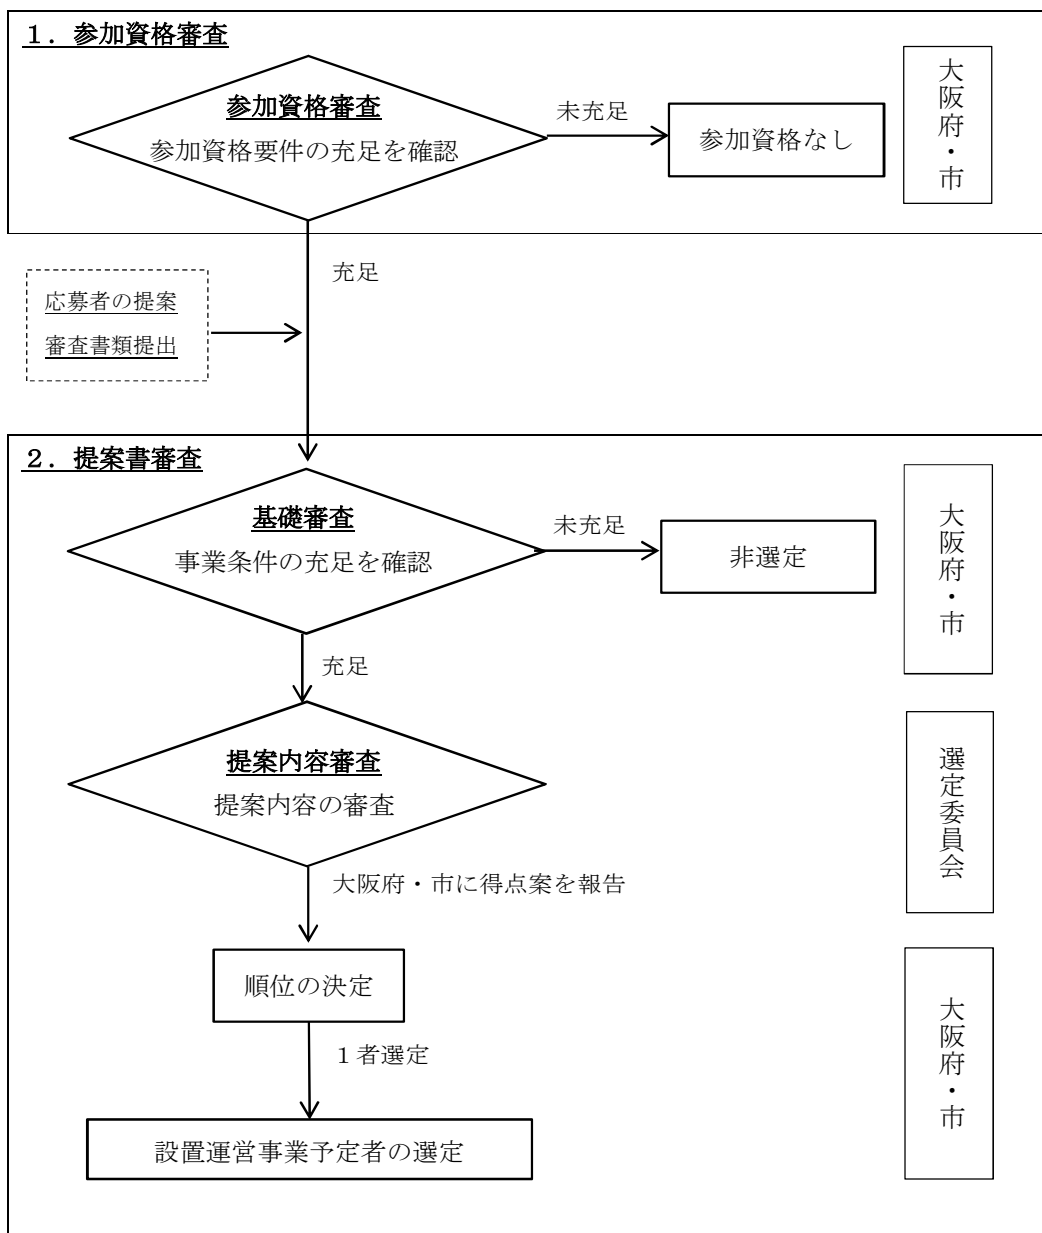 １．参加資格審査
参加資格審査
参加資格要件の充足を確認
未充足
参加資格なし
大阪府・市
充足
応募者の提案
審査書類提出
２．提案書審査
基礎審査
事業条件の充足を確認
未充足
非選定
大阪府・市
充足
提案内容審査
提案内容の審査
選定委員会
大阪府・市に得点案を報告
順位の決定
１者選定
設置運営事業予定者の選定
大阪府・市